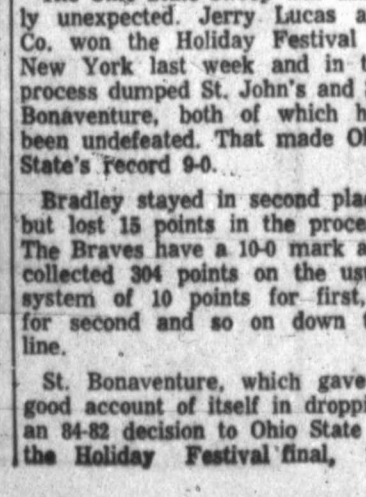 ly unexpected. Jerry Lucas a
Co. won the Holiday Festival
New York last week and in t
process dumped St. John's and
Bonaventure, both of which h
been undefeated. That made O
State's record 9-0.
Bradley stayed in second pla
but lost 15 points in the proce
The Braves have a 10-0 mark a
collected 304 points on the usu
system of 10 points for first,
for second and so on down t
line.
St. Bonaventure, which gave
good account of itself in droppi
an 84-82 decision to Ohio State
the Holiday Festival final,